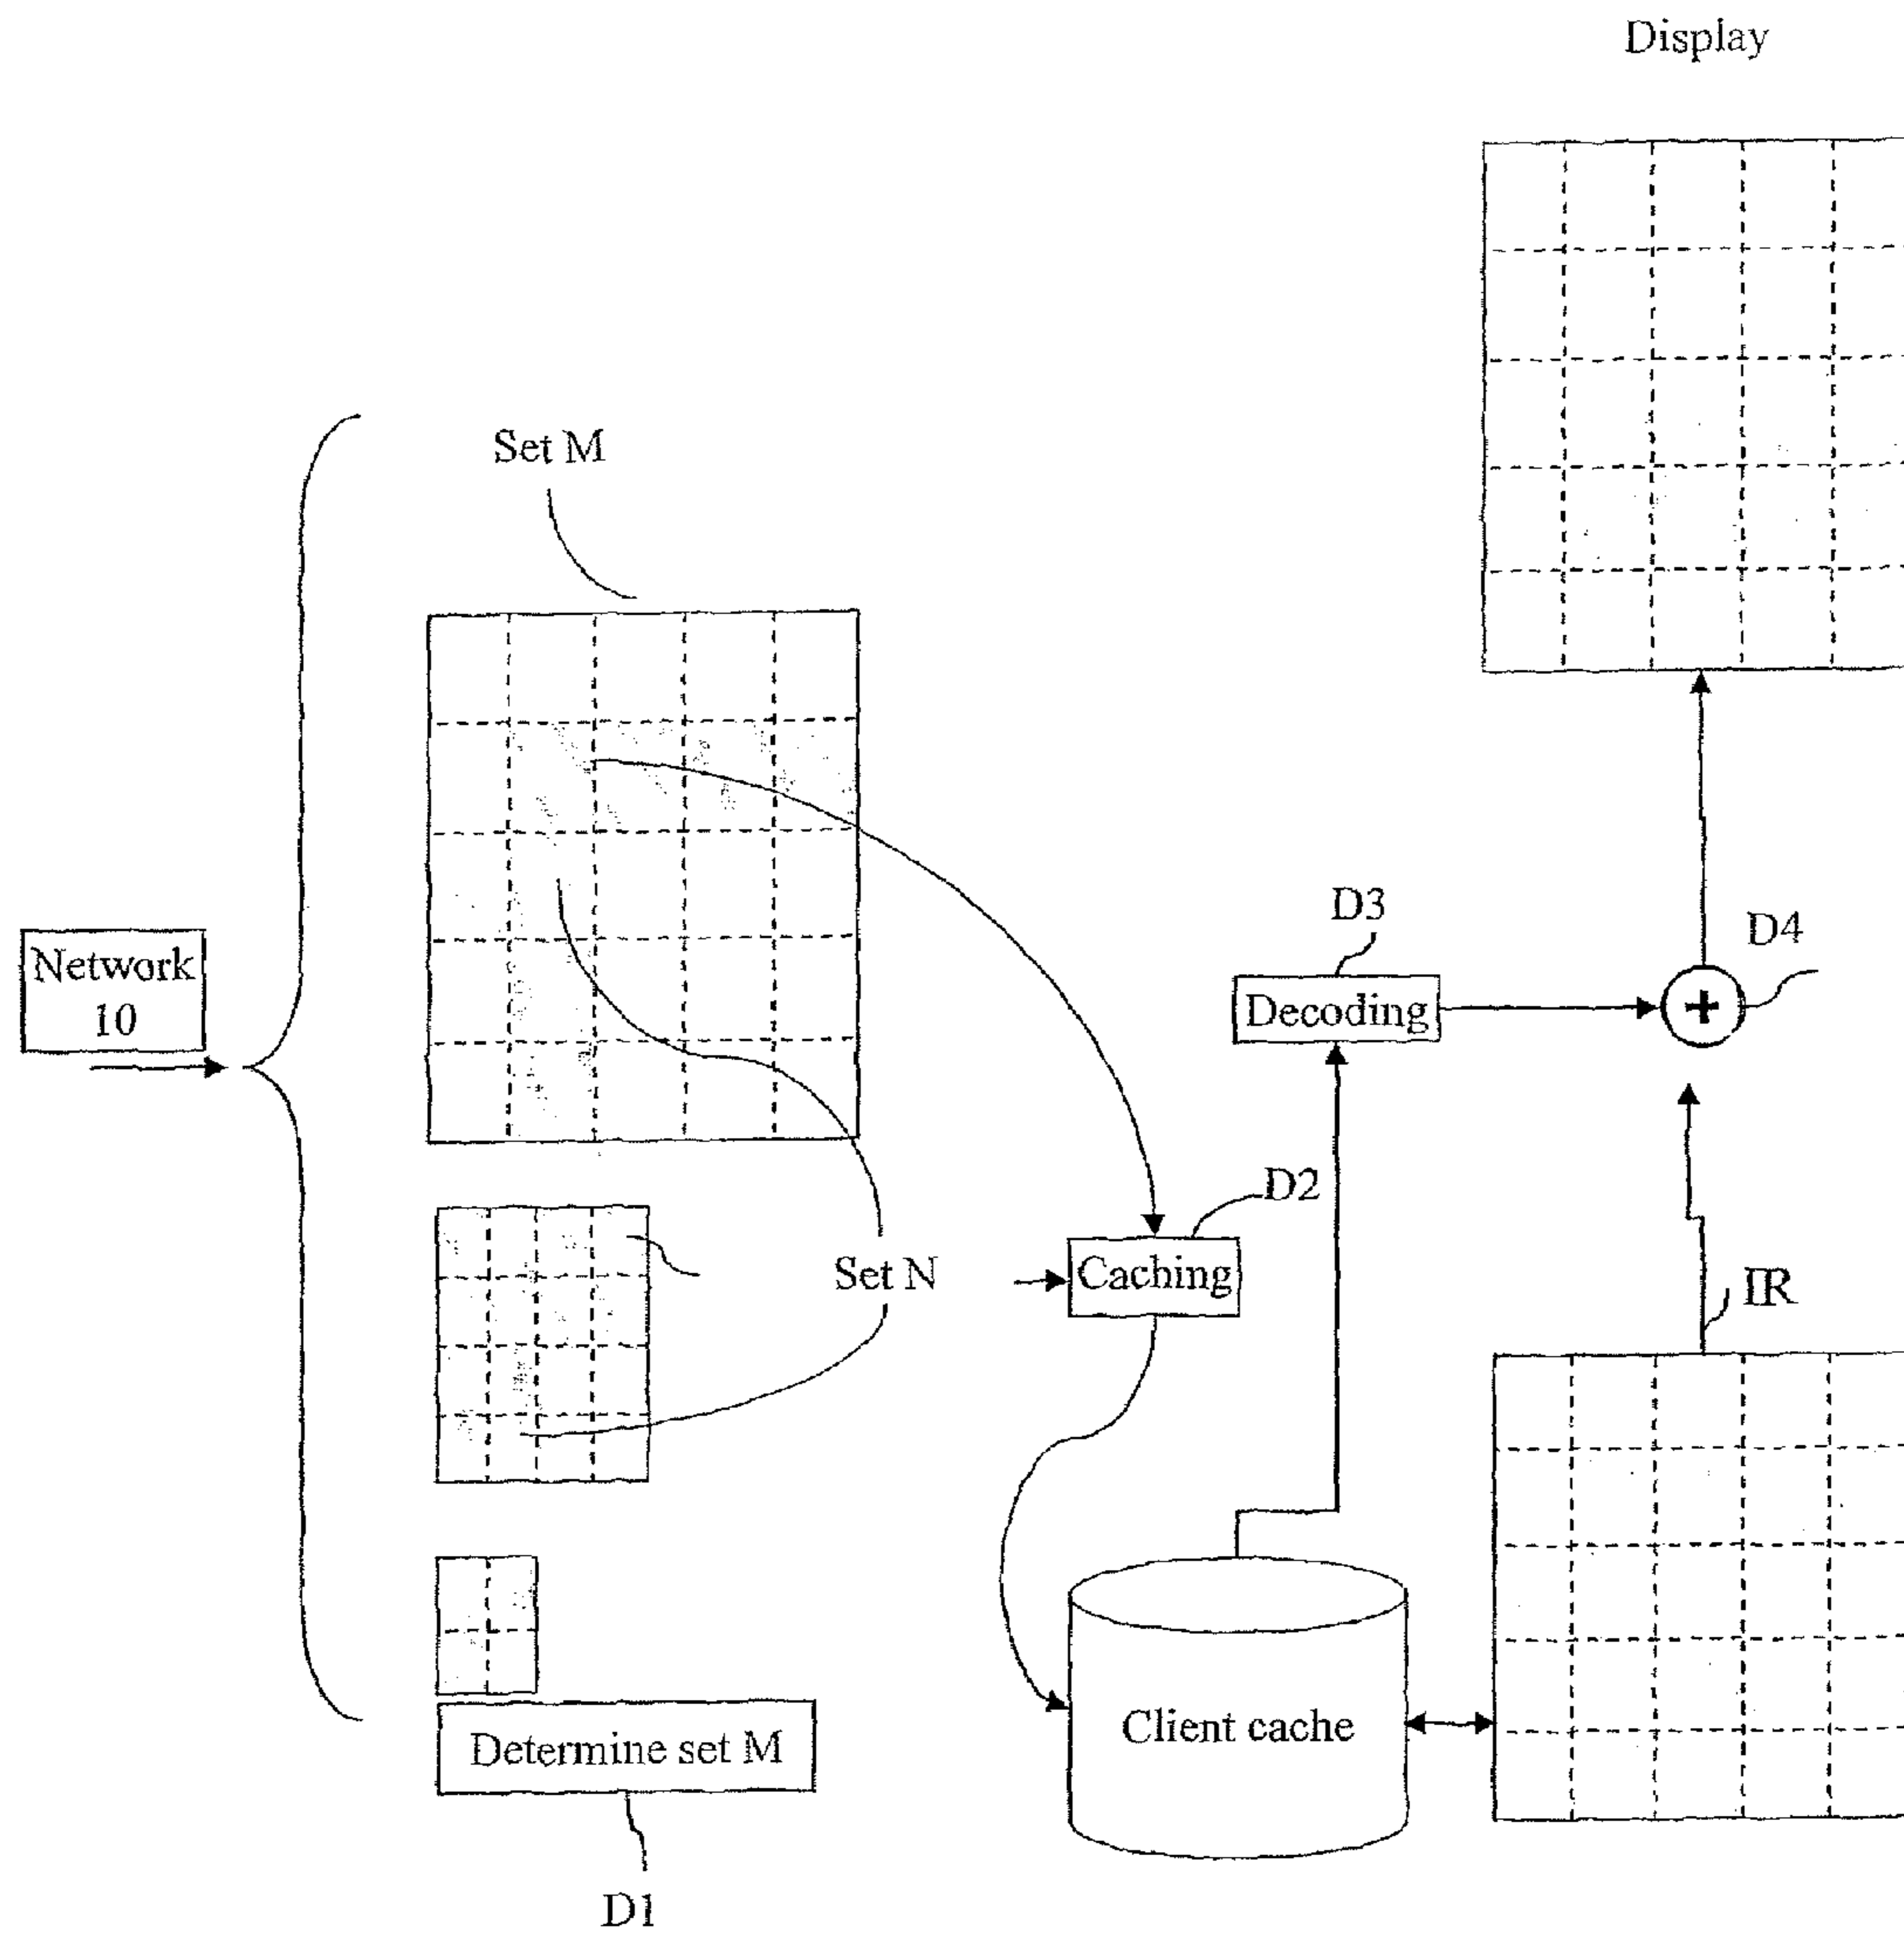 Display
Set M
Network
10
D3
D4
Decoding
D2
Set N
Caching
IR
Client cache
Determine set M
D1